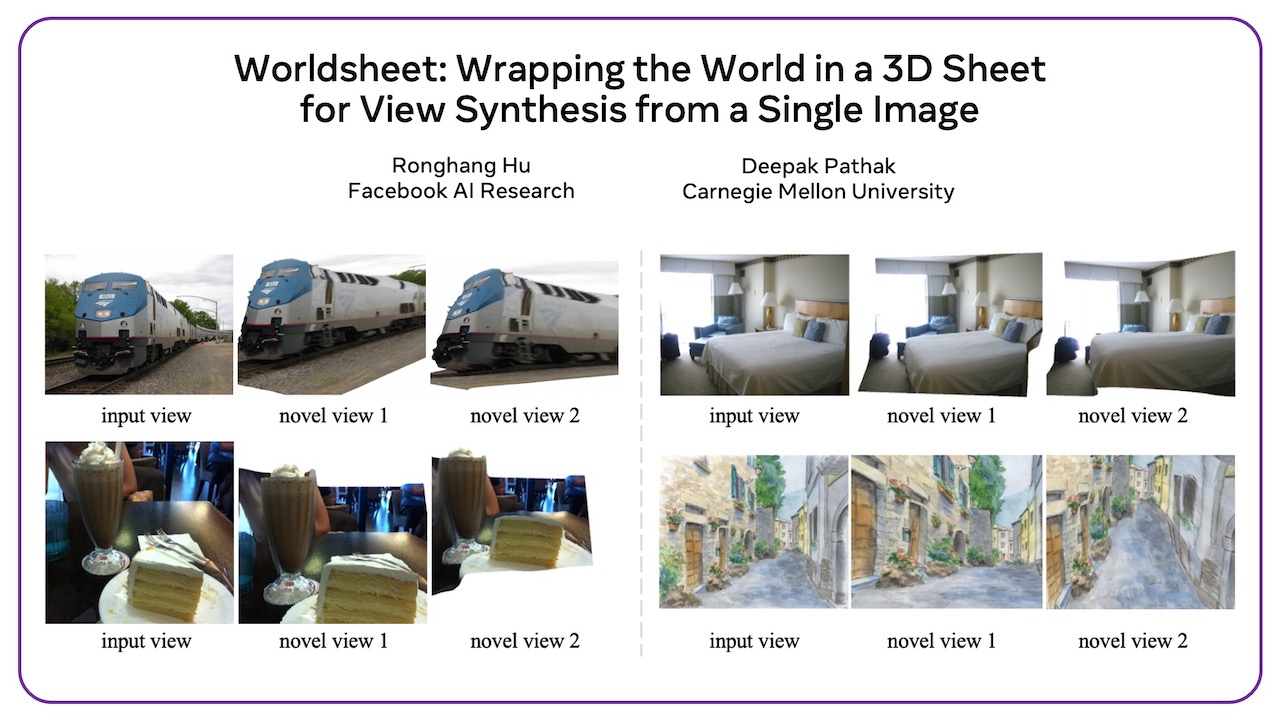 Worldsheet: Wrapping the World in a 3D Sheet
for View Synthesis from a Single Image
Ronghang Hu
Facebook AI Research
Deepak Pathak
Carnegie Mellon University
input view
novel view 1
novel view 2
input view
novel view 1
novel view 2
input view
novel view 1
novel view 2
input view
novel view 1
novel view 2